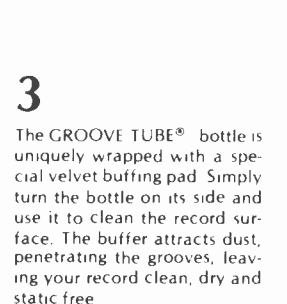 3
The GROOVE TUBE® bottle is
uniquely wrapped with a spe-
cial velvet buffing pad Simply
turn the bottle on its side and
use it to clean the record sur-
face. The buffer attracts dust,
penetrating the grooves, leav-
ing your record clean, dry and
static free